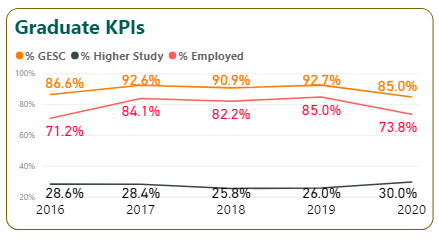 Graduate KPIs
% GESC % Higher Study % Employed
100%
86.6% 92.6% 90.9% 92.7% 85.0%
80%
71.2% 84.1% 82.2% 85.0% 73.8%
60%
40%
28.6% 28.4% 25.8% 26.0% 30.0%
20%
2016 2017 2018 2019 2020